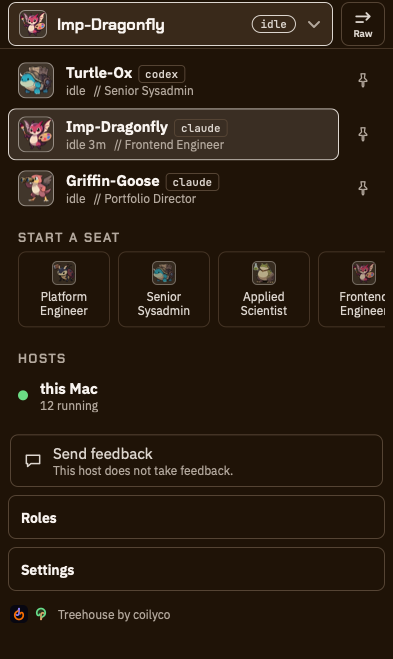 Imp-Dragonfly
idle
Raw
Turtle-Ox codex
idle // Senior Sysadmin
Imp-Dragonfly claude
idle 3m // Frontend Engineer
Griffin-Goose claude
idle // Portfolio Director
START A SEAT
Platform
Engineer
Senior
Sysadmin
Applied
Scientist
Frontend
Engineer
HOSTS
this Mac
12 running
Send feedback
This host does not take feedback.
Roles
Settings
Treehouse by coilyco